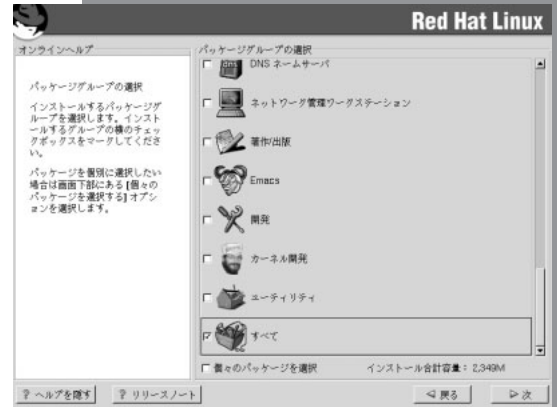 Red Hat Linux
オンラインヘルプ
パッケージグループの選択
インストールするパッケージグ
ループを選択します。インスト
ールするグループの横のチェッ
クボックスをマークしてくださ
い。
パッケージを個別に選択したい
場合は画面下部にある[個々の
パッケージを選択する]オプシ
ョンを選択します。
パッケージグループの選択
DNS ネームサーバ
ネットワーク管理ワークステーション
著作/出版
Emacs
開発
カーネル開発
ユーティリティ
すべて
個々のパッケージを選択
インストール合計容量: 2,349M
? ヘルプを隠す
? リリースノート
戻る
次